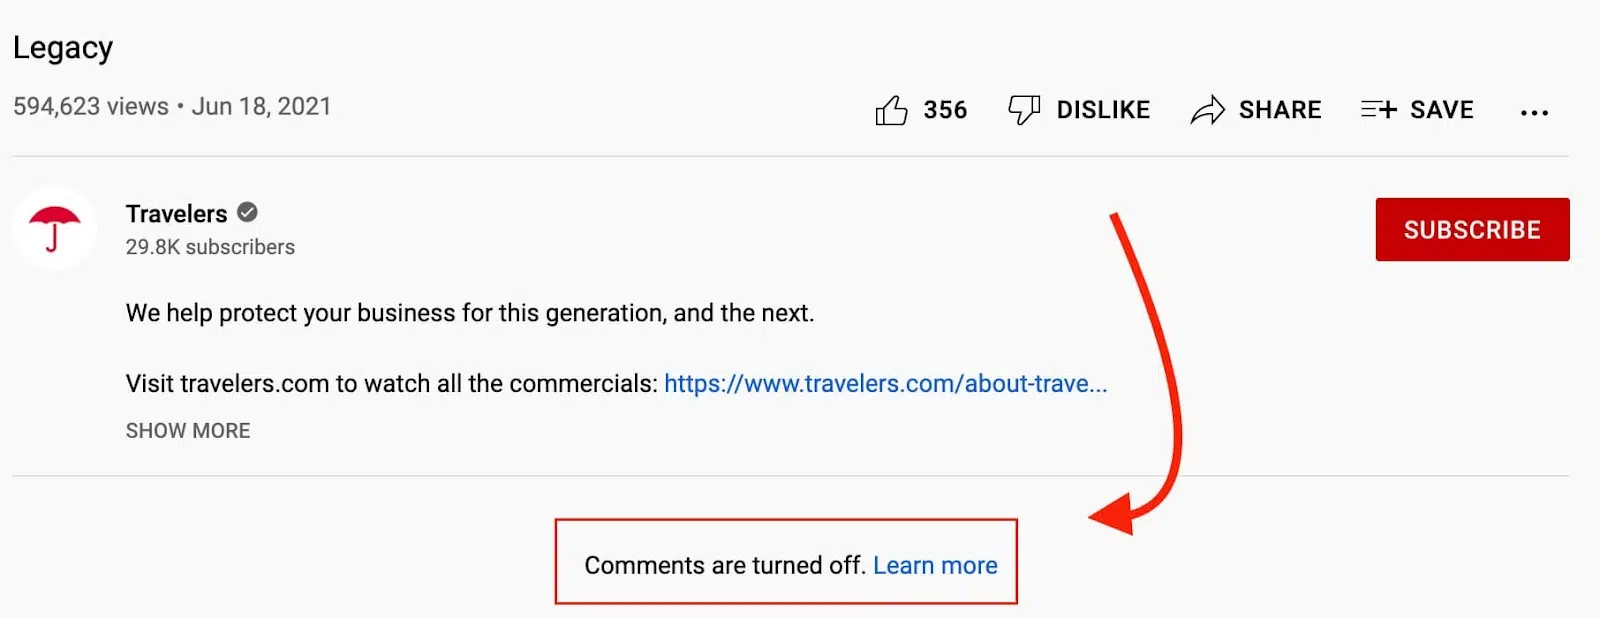 Legacy
594,623 views • Jun 18, 2021
356 DISLIKE SHARE SAVE ...
Travelers
29.8K subscribers
SUBSCRIBE
We help protect your business for this generation, and the next.
Visit travelers.com to watch all the commercials: https://www.travelers.com/about-trave...
SHOW MORE
Comments are turned off. Learn more